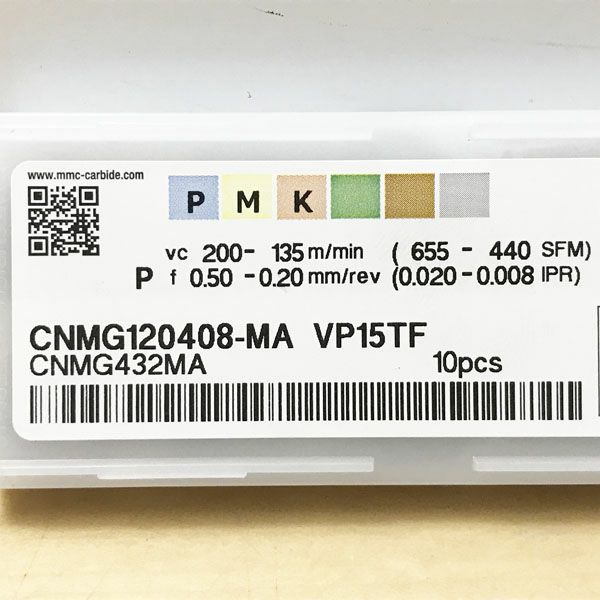 www.mmc-carbide.com
P M K
vc 200 - 135 m/min ( 655 - 440 SFM)
P f 0.50 - 0.20 mm/rev (0.020 - 0.008 IPR)
CNMG120408-MA VP15TF
CNMG432MA 10pcs